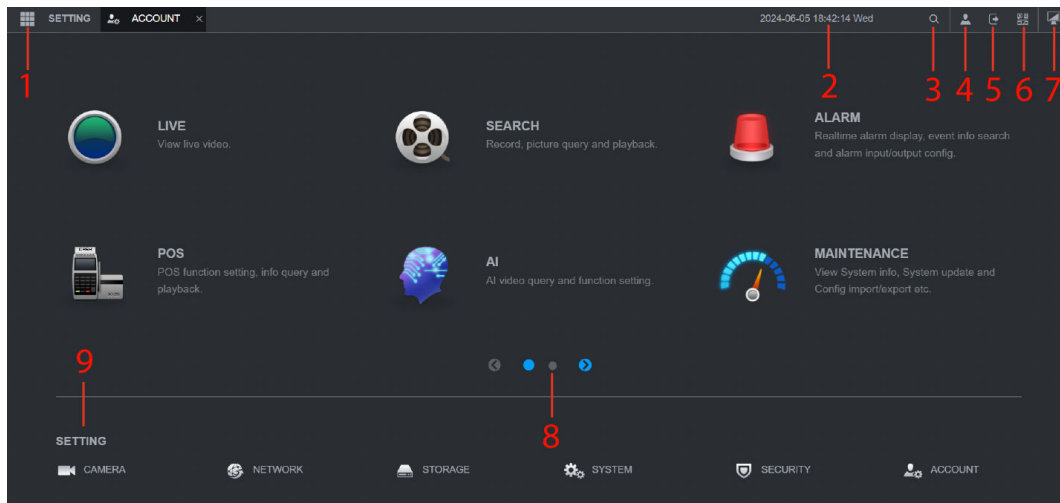 SETTING ACCOUNT × 2024-06-05 18:42:14 Wed
1 2 3 4 5 6 7
LIVE
View live video.
SEARCH
Record, picture query and playback.
ALARM
Realtime alarm display, event info search
and alarm input/output config.
POS
POS function setting, info query and
playback.
AI
AI video query and function setting.
MAINTENANCE
View System info, System update and
Config import/export etc.
9
8
SETTING
CAMERA NETWORK STORAGE SYSTEM SECURITY ACCOUNT